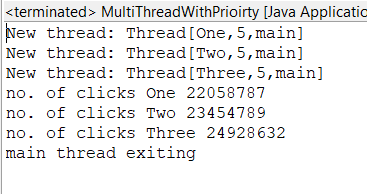 <terminated> MultiThreadWithPrioirty [Java Applicatio
New thread: Thread[One,5,main]
New thread: Thread[Two,5,main]
New thread: Thread[Three,5,main]
no. of clicks One 22058787
no. of clicks Two 23454789
no. of clicks Three 24928632
main thread exiting